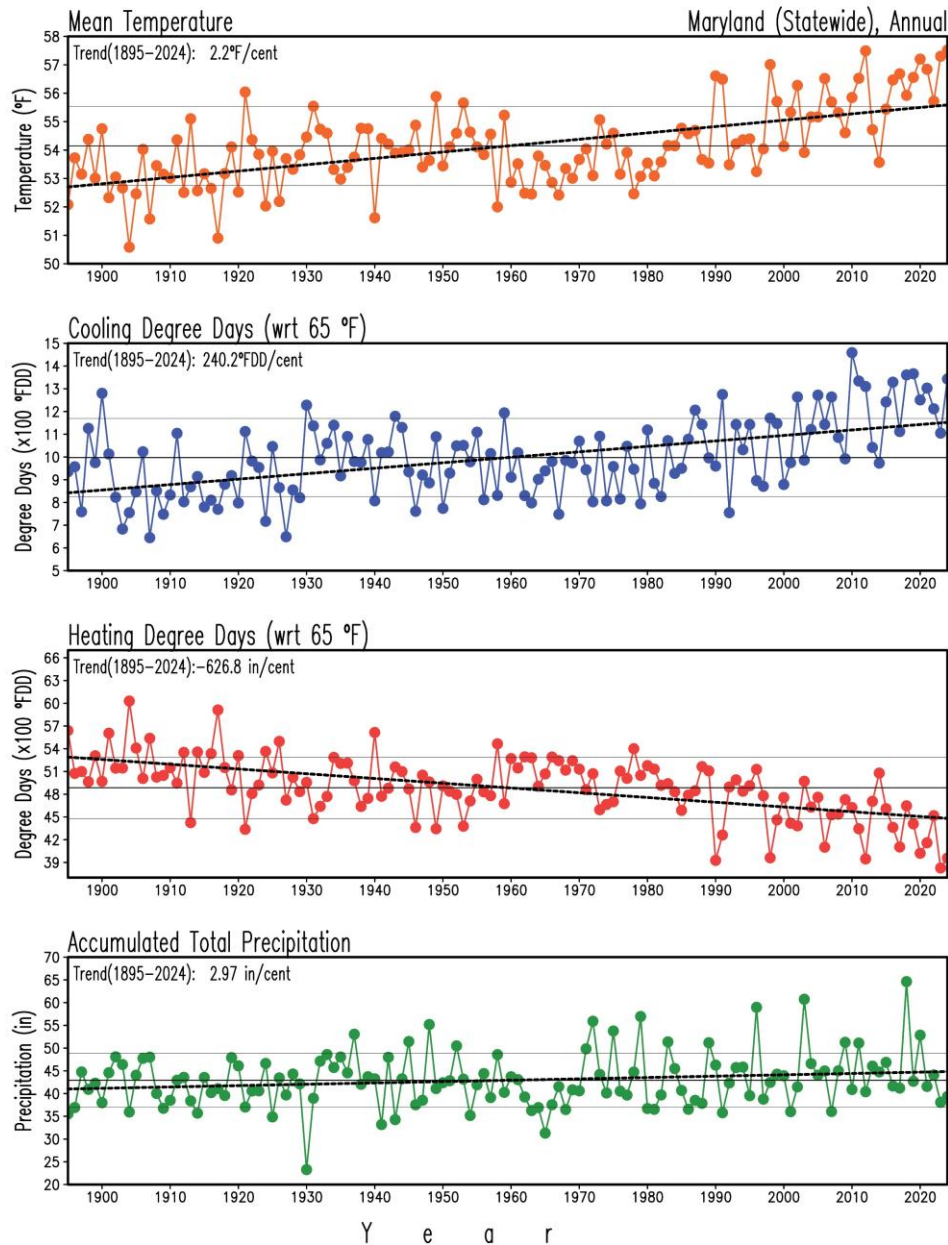 Mean Temperature Maryland (Statewide), Annual
Trend(1895-2024): 2.2°F/cent
Temperature (°F)
58
57
56
55
54
53
52
51
50
1900 1910 1920 1930 1940 1950 1960 1970 1980 1990 2000 2010 2020
Cooling Degree Days (wrt 65 °F)
Trend(1895-2024): 240.2°FDD/cent
Degree Days (x100 °FDD)
15
14
13
12
11
10
9
8
7
6
5
1900 1910 1920 1930 1940 1950 1960 1970 1980 1990 2000 2010 2020
Heating Degree Days (wrt 65 °F)
Trend(1895-2024):-626.8 in/cent
Degree Days (x100 °FDD)
66
63
60
57
54
51
48
45
42
39
1900 1910 1920 1930 1940 1950 1960 1970 1980 1990 2000 2010 2020
Accumulated Total Precipitation
Trend(1895-2024): 2.97 in/cent
Precipitation (in)
70
65
60
55
50
45
40
35
30
25
20
1900 1910 1920 1930 1940 1950 1960 1970 1980 1990 2000 2010 2020
Y e a r